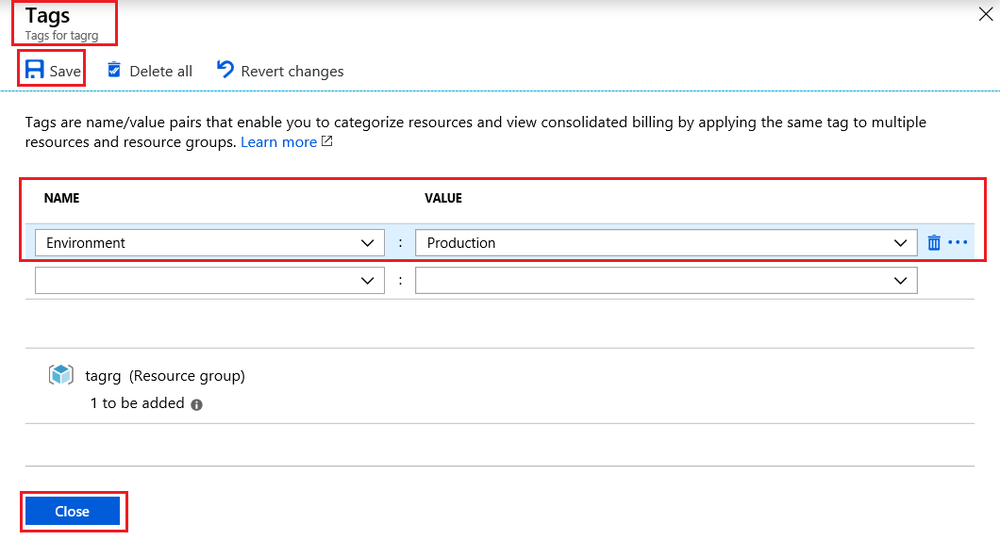 Tags
Tags for tagrg
Save Delete all Revert changes
Tags are name/value pairs that enable you to categorize resources and view consolidated billing by applying the same tag to multiple
resources and resource groups. Learn more
NAME VALUE
Environment : Production
:
tagrg (Resource group)
1 to be added
Close